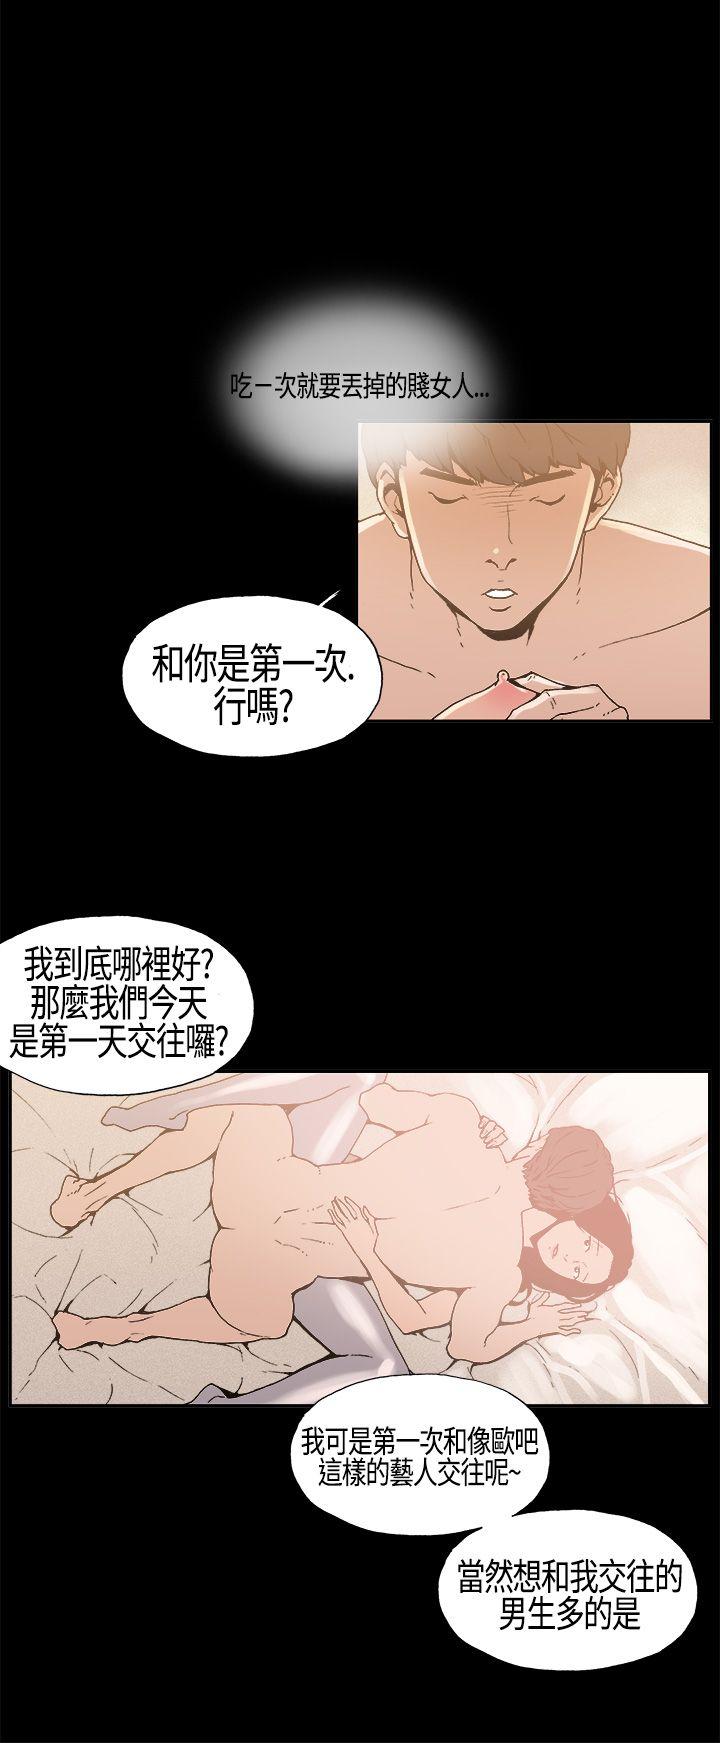 吃一次就要丟掉的賤女人...
和你是第一次.
行嗎?
我到底哪裡好?
那麼我們今天
是第一天交往囉?
我可是第一次和像歐吧
這樣的藝人交往呢~
當然想和我交往的
男生多的是